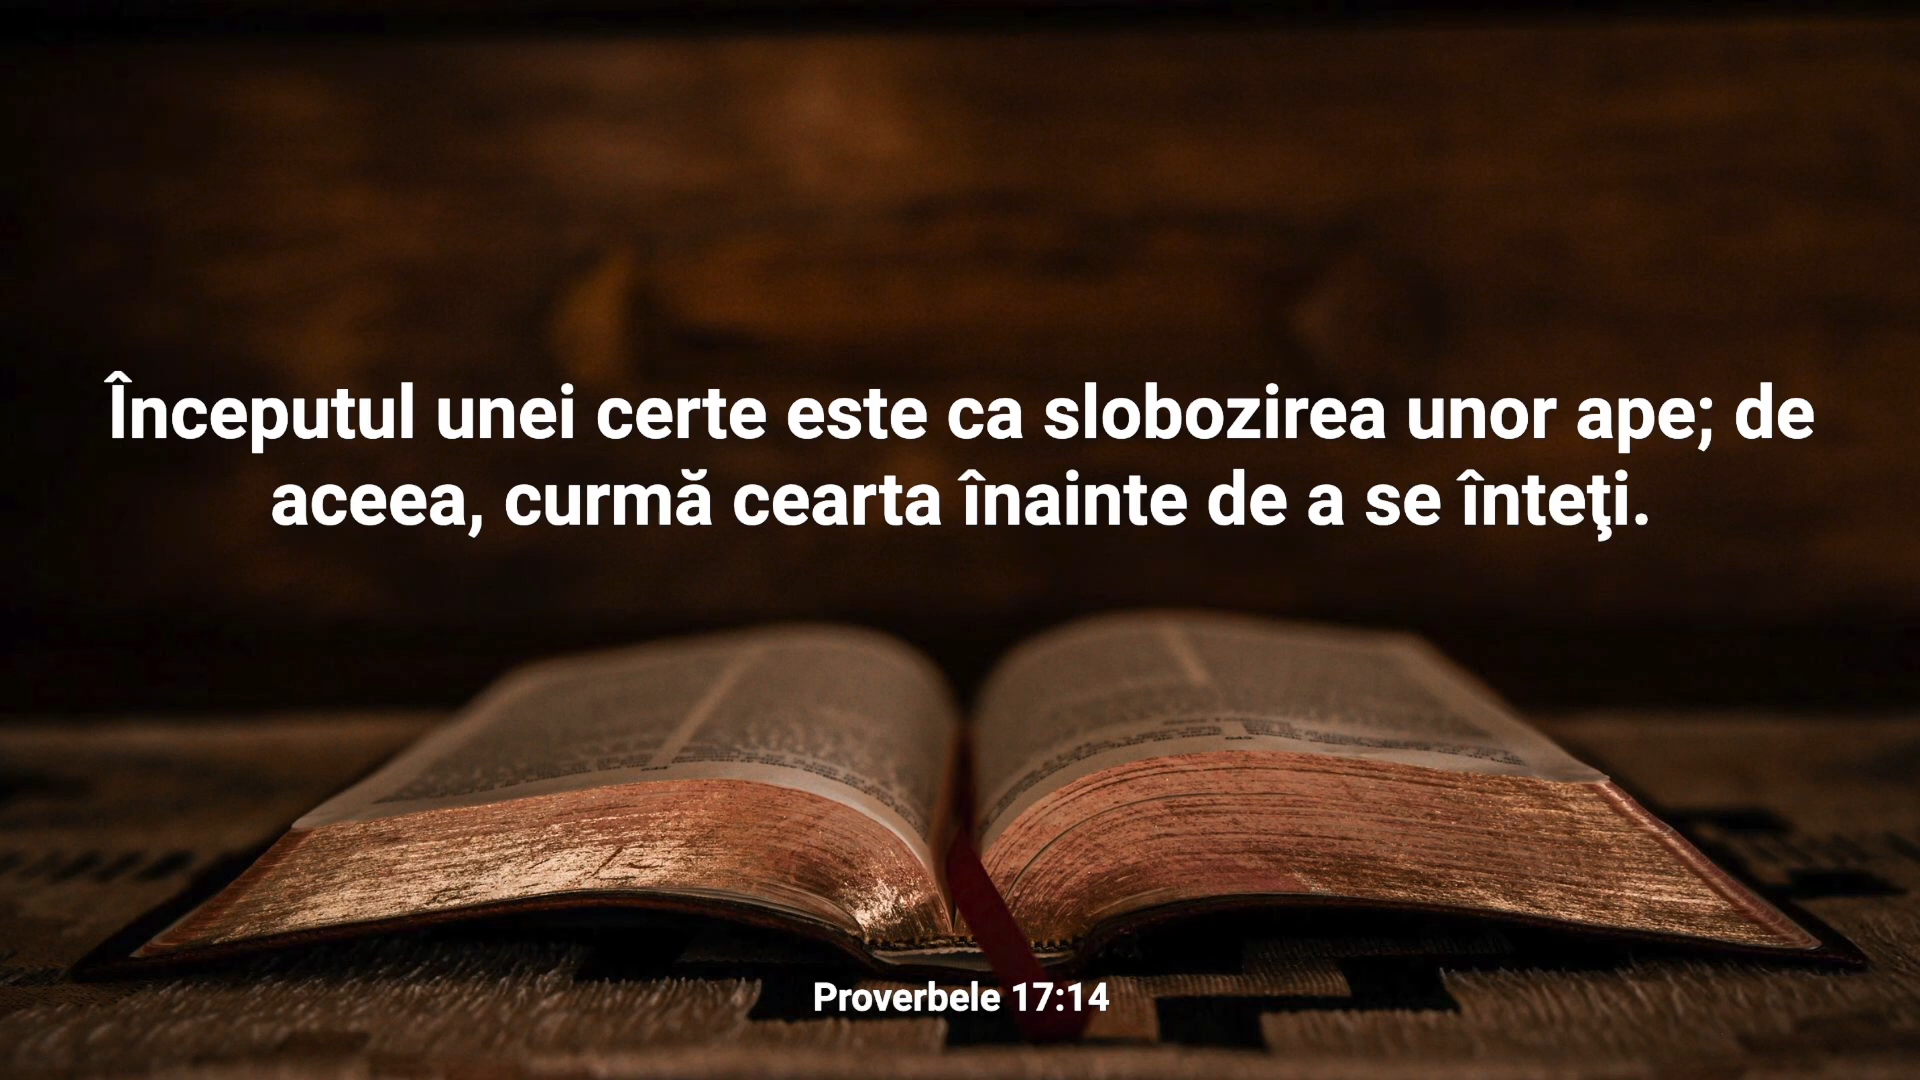 Începutul unei certe este ca slobozirea unor ape; de
aceea, curmă cearta înainte de a se înteţi.
Proverbele 17:14